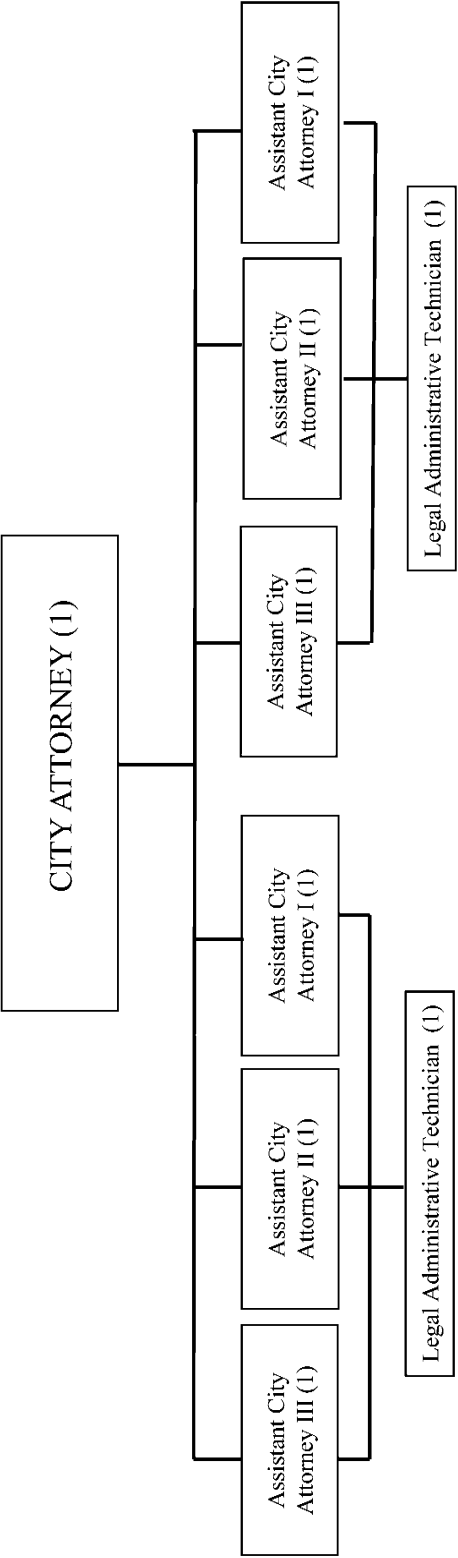 CITY ATTORNEY (1)
Assistant City
Attorney III (1)
Assistant City
Attorney II (1)
Assistant City
Attorney I (1)
Assistant City
Attorney III (1)
Assistant City
Attorney II (1)
Assistant City
Attorney I (1)
Legal Administrative Technician (1)
Legal Administrative Technician (1)